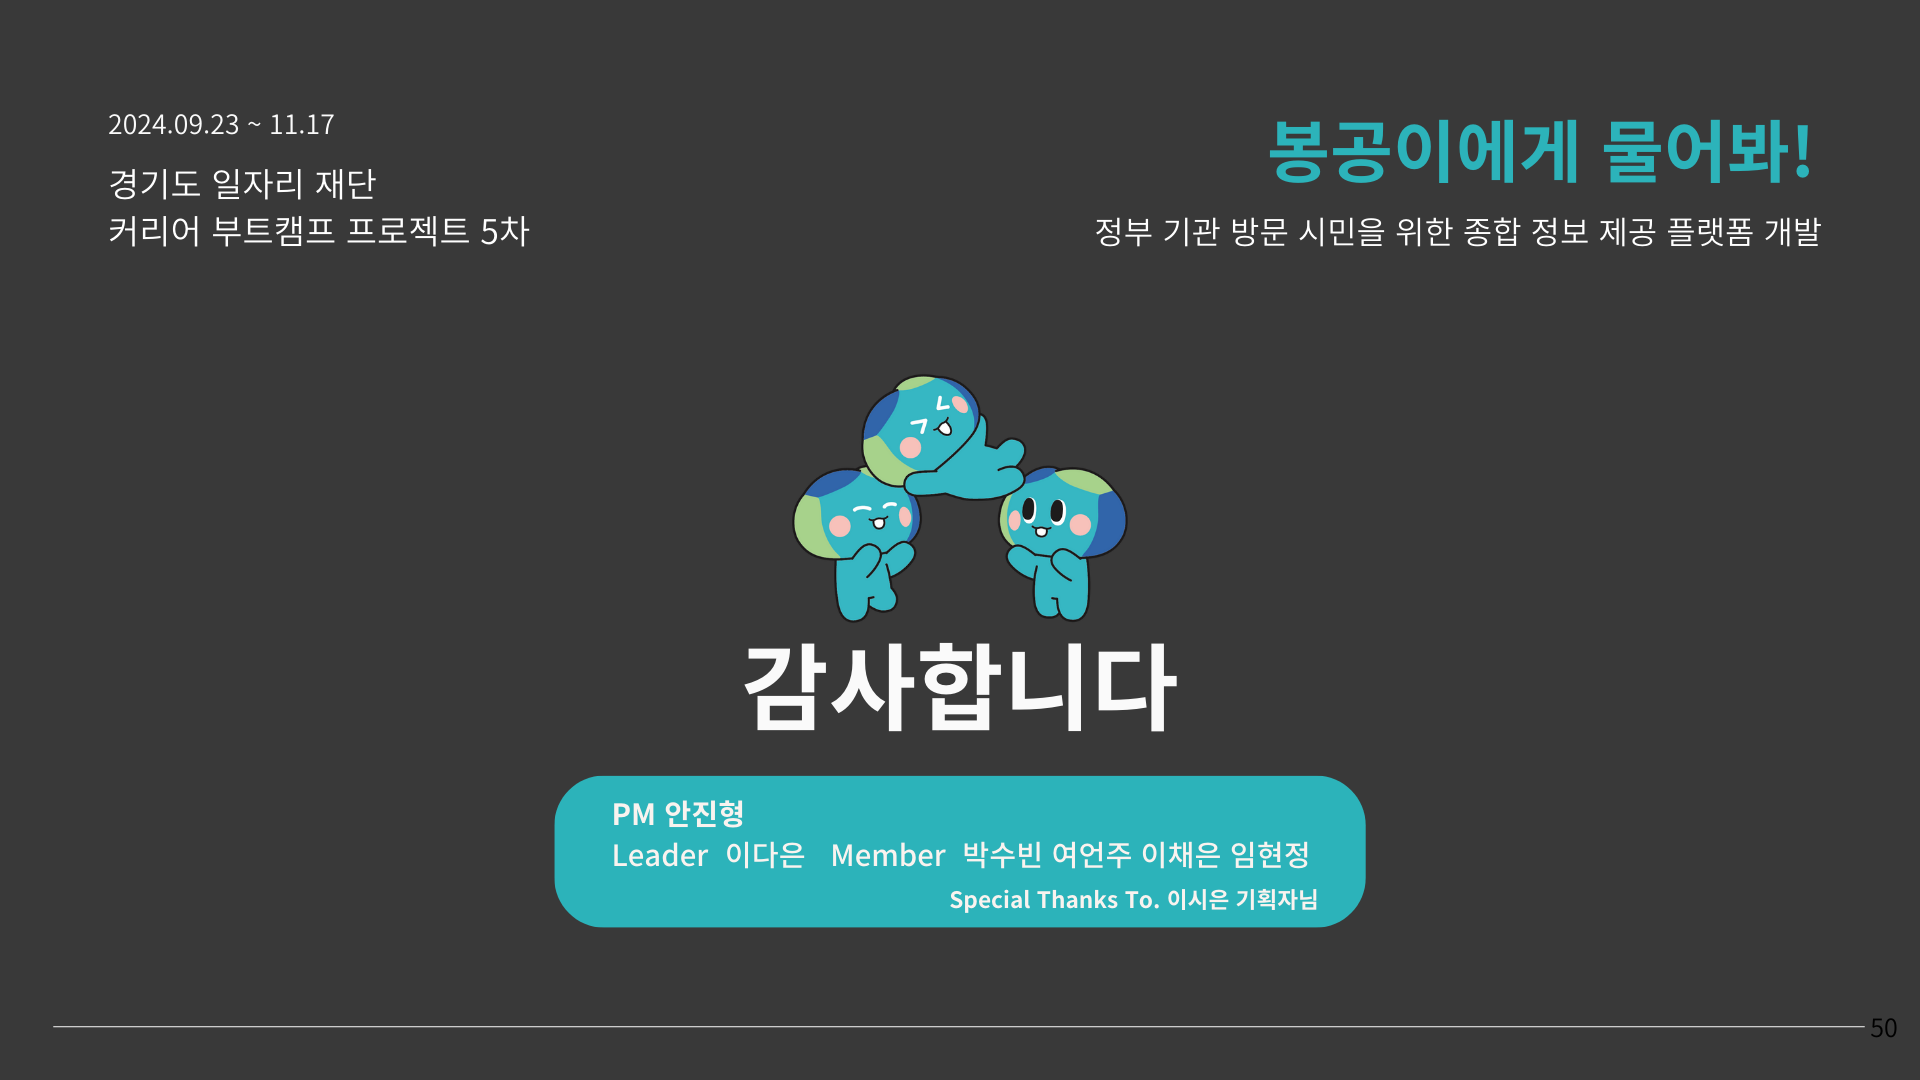 2024.09.23 ~ 11.17
경기도 일자리 재단
커리어 부트캠프 프로젝트 5차
봉공이에게 물어봐!
정부 기관 방문 시민을 위한 종합 정보 제공 플랫폼 개발
감사합니다
PM 안진형
Leader 이다은 Member 박수빈 여언주 이채은 임현정
Special Thanks To. 이시은 기획자님
50